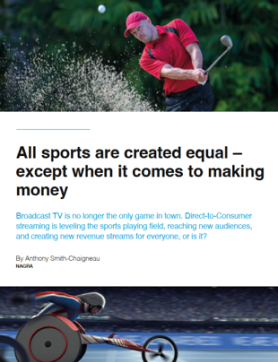 All sports are created equal –
except when it comes to making
money
Broadcast TV is no longer the only game in town. Direct-to-Consumer
streaming is leveling the sports playing field, reaching new audiences,
and creating new revenue streams for everyone, or is it?
By Anthony Smith-Chaigneau
NAGRA